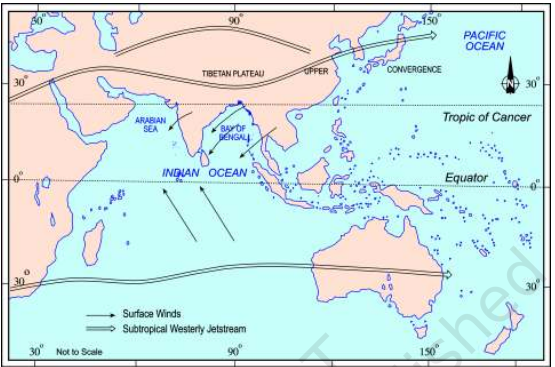 30° 90° 150°
PACIFIC
OCEAN
TIBETAN PLATEAU UPPER CONVERGENCE
N
30° 30°
Tropic of Cancer
ARABIAN
SEA
BAY OF
BENGAL
INDIAN OCEAN
Equator
0° 0°
30° 30°
Surface Winds
Subtropical Westerly Jetstream
30° 90° 150°
Not to Scale